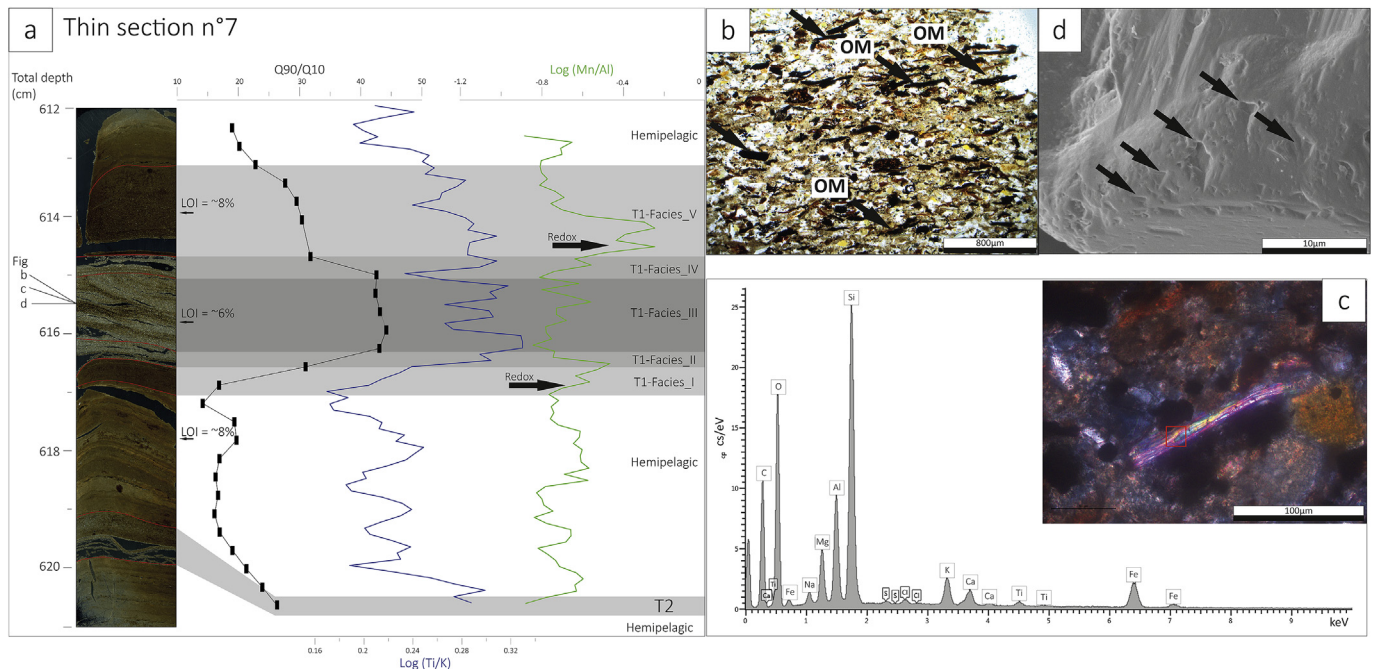 a
Thin section n°7
Total depth
(cm)
Q90/Q10
Log (Mn/Al)
10 20 30 40 50 -1.2 -0.8 -0.4 0
612
614
616
618
620
Hemipelagic
LOI = ~8%
T1-Facies_V
Redox
Fig
b
c
d
T1-Facies_IV
LOI = ~6%
T1-Facies_III
T1-Facies_II
Redox
T1-Facies_I
LOI = ~8%
Hemipelagic
T2
Hemipelagic
0.16 0.2 0.24 0.28 0.32
Log (Ti/K)
b
OM
OM
OM
800µm
d
10µm
c
100µm
cps/eV
25
20
15
10
5
0
C
Ca
Ti
O
Fe
Na
Mg
Al
Si
S
S
Cl
Cl
K
Ca
Ca
Ti
Ti
Fe
Fe
0 1 2 3 4 5 6 7 8 9
keV